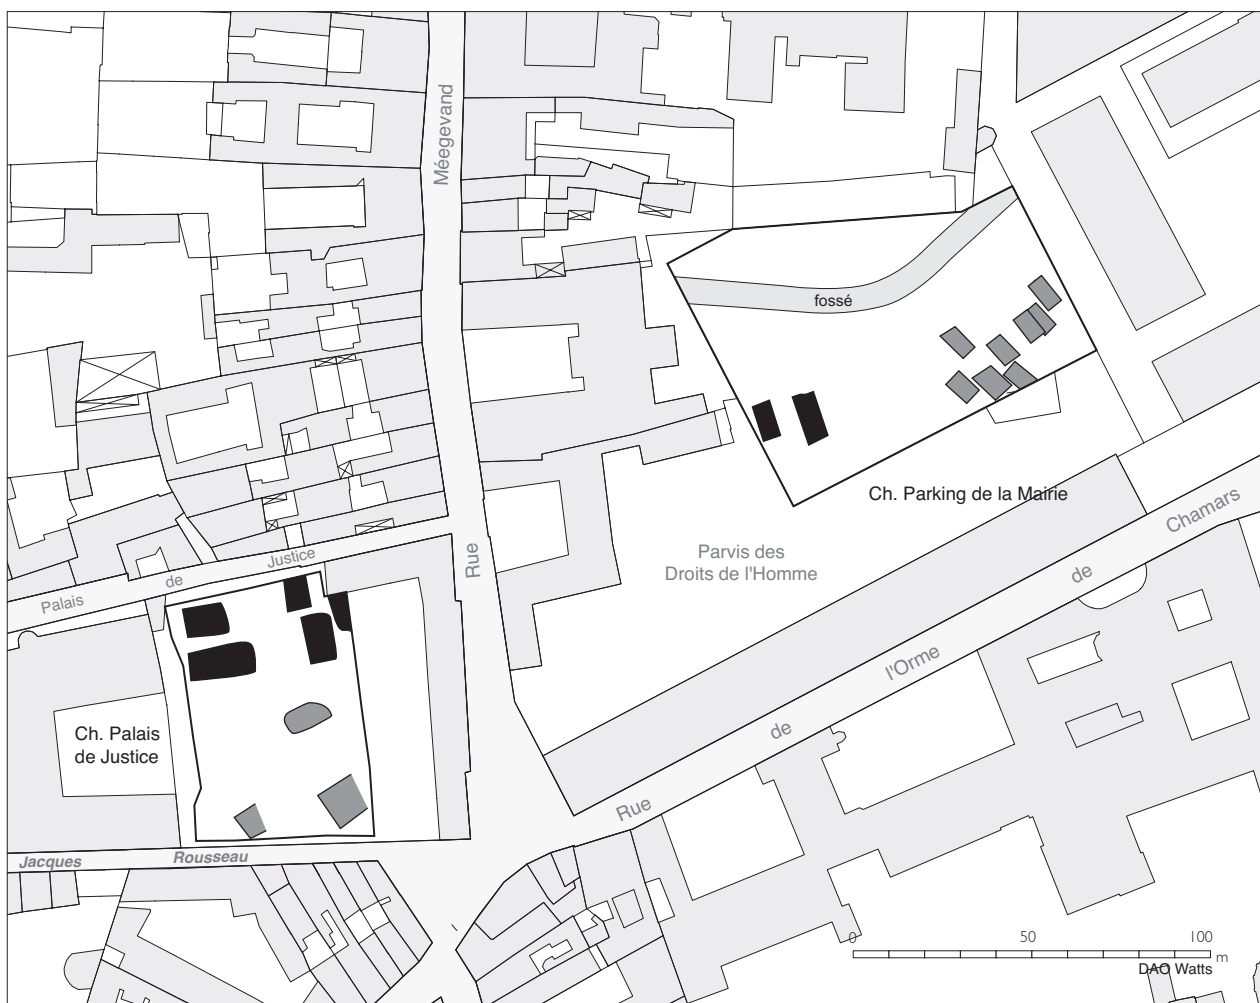 Méegevand
fossé
Ch. Parking de la Mairie
Chamars
Parvis des
Droits de l'Homme
de
Rue
Justice
de
Palais
l'Orme
de
Rue
Ch. Palais
de Justice
Jacques
Rousseau
0 50 100
m
DAO Watts